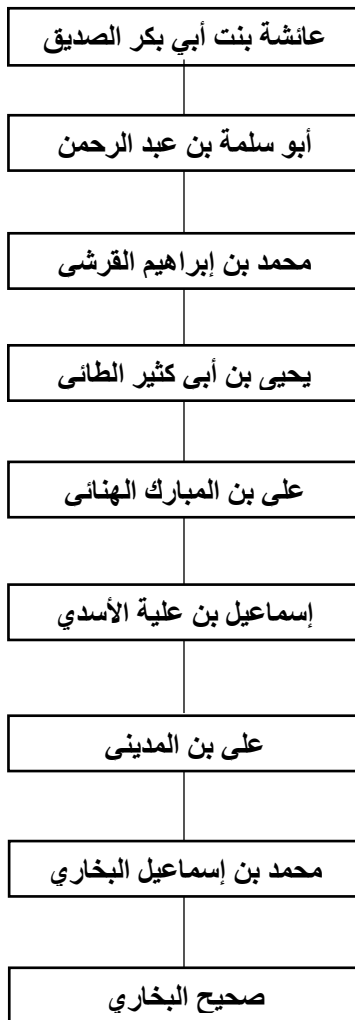 عائشة بنت أبي بكر الصديق
أبو سلمة بن عبد الرحمن
محمد بن إبراهيم القرشى
يحيى بن أبى كثير الطائى
على بن المبارك الهنائى
إسماعيل بن علية الأسدي
على بن المدينى
محمد بن إسماعيل البخاري
صحيح البخاري